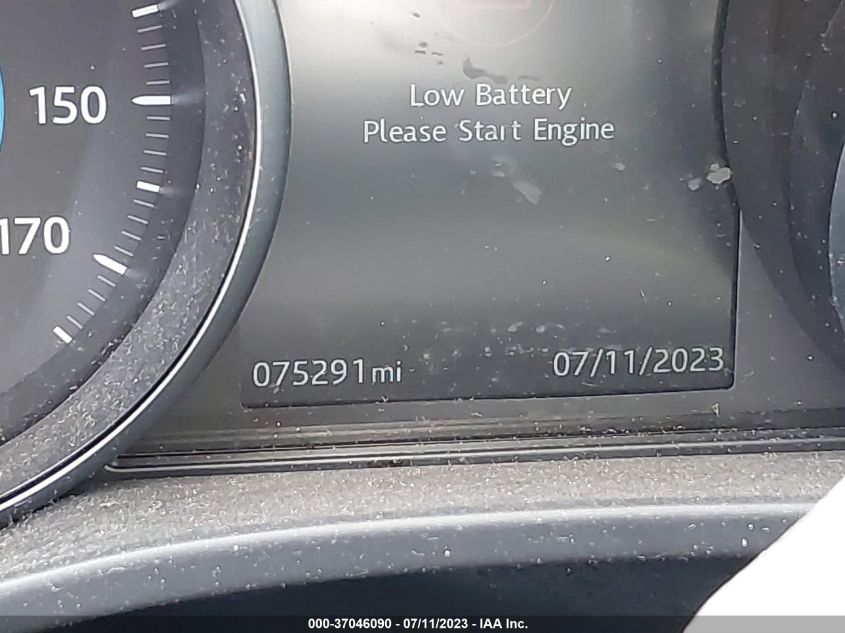 150
170
Low Battery
Please Start Engine
075291mi
07/11/2023
000-37046090 - 07/11/2023 - IAA Inc.